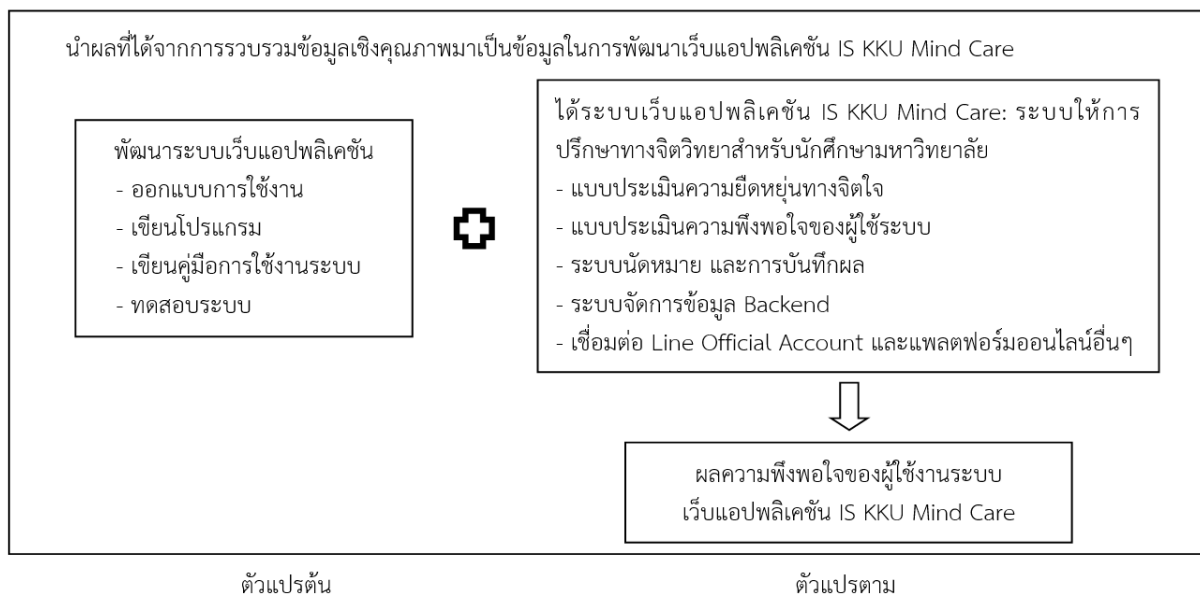 นำผลที่ได้จากการรวบรวมข้อมูลเชิงคุณภาพมาเป็นข้อมูลในการพัฒนาเว็บแอปพลิเคชัน IS KKU Mind Care
พัฒนาระบบเว็บแอปพลิเคชัน
- ออกแบบการใช้งาน
- เขียนโปรแกรม
- เขียนคู่มือการใช้งานระบบ
- ทดสอบระบบ
ได้ระบบเว็บแอปพลิเคชัน IS KKU Mind Care: ระบบให้การ
ปรึกษาทางจิตวิทยาสำหรับนักศึกษามหาวิทยาลัย
- แบบประเมินความยืดหยุ่นทางจิตใจ
- แบบประเมินความพึงพอใจของผู้ใช้ระบบ
- ระบบนัดหมาย และการบันทึกผล
- ระบบจัดการข้อมูล Backend
- เชื่อมต่อ Line Official Account และแพลตฟอร์มออนไลน์อื่นๆ
ผลความพึงพอใจของผู้ใช้งานระบบ
เว็บแอปพลิเคชัน IS KKU Mind Care
ตัวแปรต้น
ตัวแปรตาม